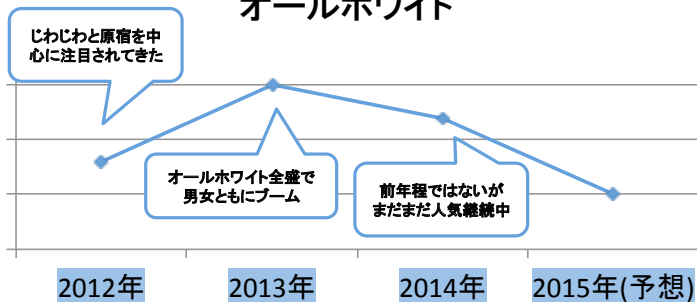 オールホワイト
じわじわと原宿を中
心に注目されてきた
オールホワイト全盛で
男女ともにブーム
前年程ではないが
まだまだ人気継続中
2012年
2013年
2014年
2015年(予想)